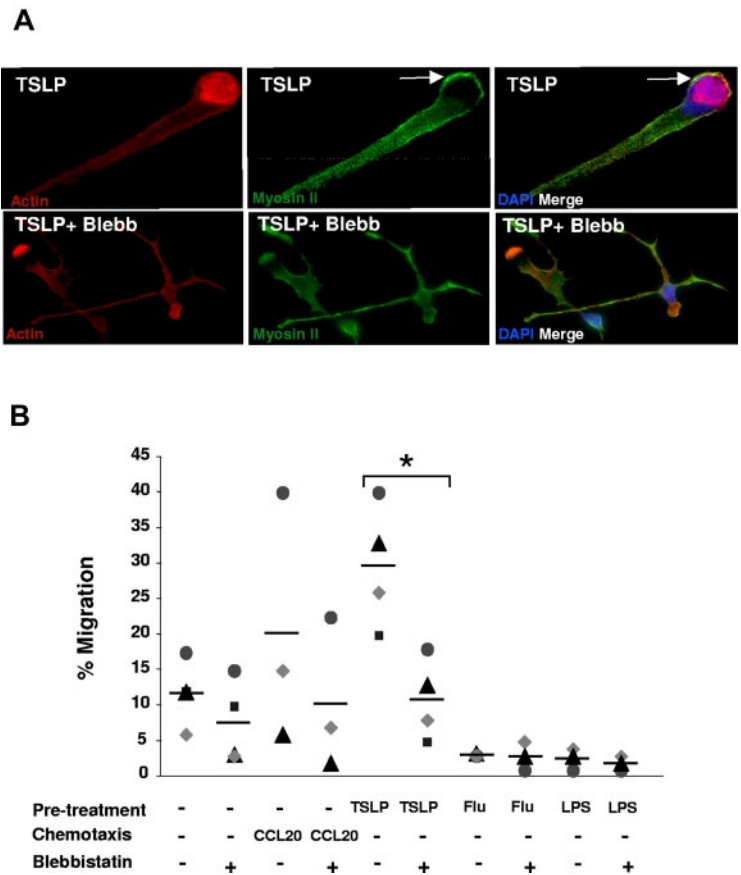 A
TSLP TSLP TSLP
Actin Myosin II DAPI Merge
TSLP+ Blebb TSLP+ Blebb TSLP+ Blebb
Actin Myosin II DAPI Merge
B
% Migration
45
40
35
30
25
20
15
10
5
0
*
Pre-treatment - - - - TSLP TSLP Flu Flu LPS LPS
Chemotaxis - - CCL20 CCL20 - - - - - -
Blebbistatin - + - + - + - + - +